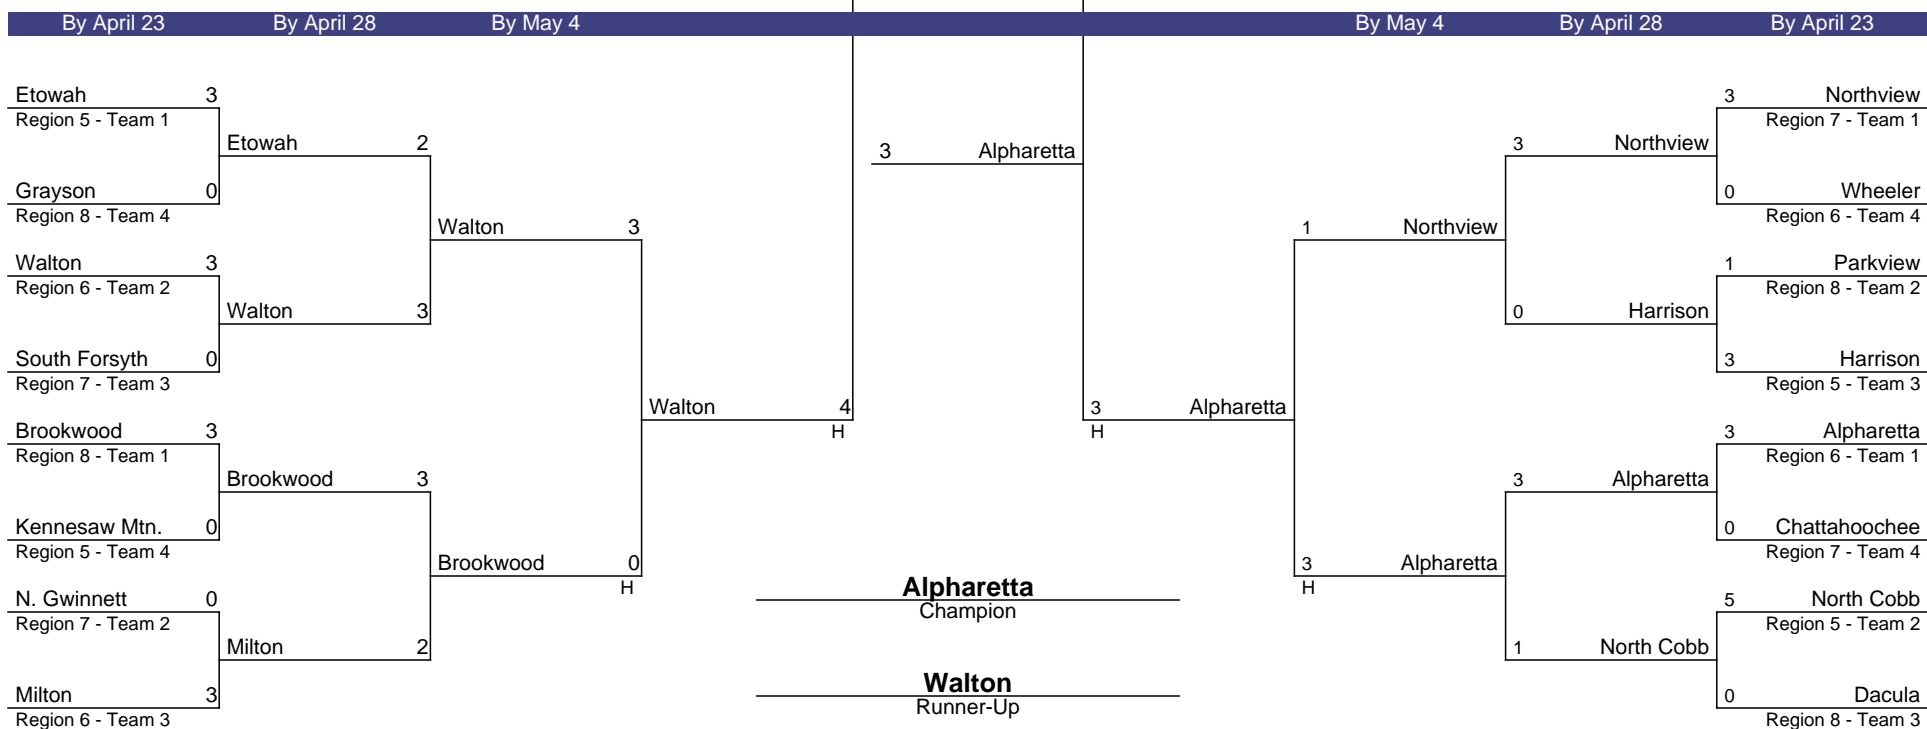 By April 23 By April 28 By May 4 By May 4 By April 28 By April 23
Etowah 3 3 Northview
Region 5 - Team 1 Region 7 - Team 1
Etowah 2 3 Alpharetta 3 Northview
Grayson 0 0 Wheeler
Region 8 - Team 4 Region 6 - Team 4
Walton 3 1 Northview
Walton 3 1 Parkview
Region 6 - Team 2 Region 8 - Team 2
Walton 3 0 Harrison
South Forsyth 0 3 Harrison
Region 7 - Team 3 Region 5 - Team 3
Walton 4 3 Alpharetta
H H
Brookwood 3 3 Alpharetta
Region 8 - Team 1 Region 6 - Team 1
Brookwood 3 3 Alpharetta
Kennesaw Mtn. 0 0 Chattahoochee
Region 5 - Team 4 Region 7 - Team 4
Brookwood 0 3 Alpharetta
H H
Alpharetta
Champion
N. Gwinnett 0 5 North Cobb
Region 7 - Team 2 Region 5 - Team 2
Milton 2 1 North Cobb
Walton
Runner-Up
Milton 3 0 Dacula
Region 6 - Team 3 Region 8 - Team 3